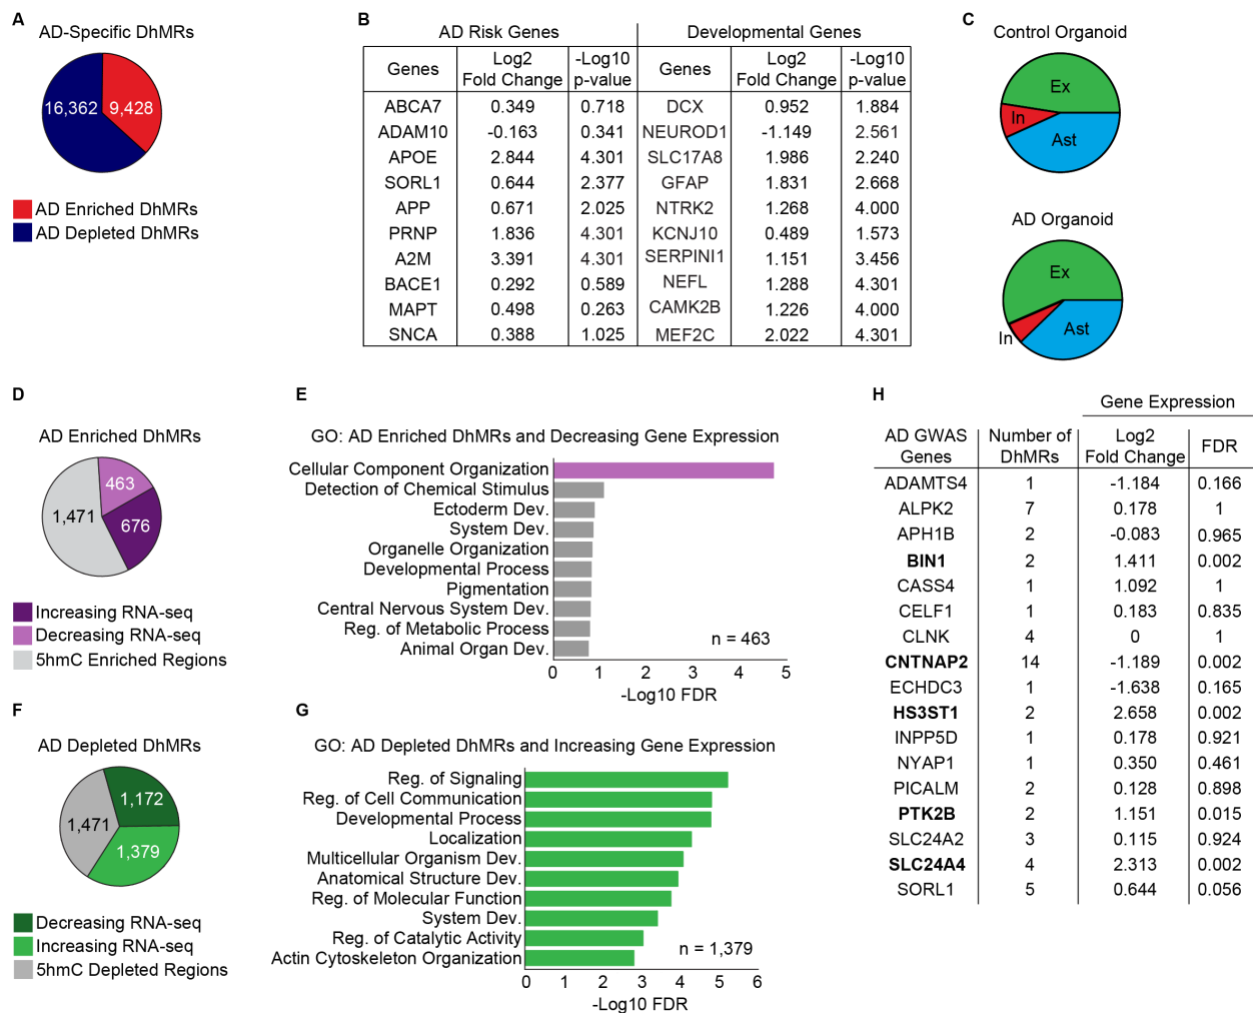 A
AD-Specific DhMRs
16,362
9,428
AD Enriched DhMRs
AD Depleted DhMRs
B
AD Risk Genes Developmental Genes
Genes Log2 Fold Change -Log10 p-value Genes Log2 Fold Change -Log10 p-value
ABCA7 0.349 0.718 DCX 0.952 1.884
ADAM10 -0.163 0.341 NEUROD1 -1.149 2.561
APOE 2.844 4.301 SLC17A8 1.986 2.240
SORL1 0.644 2.377 GFAP 1.831 2.668
APP 0.671 2.025 NTRK2 1.268 4.000
PRNP 1.836 4.301 KCNJ10 0.489 1.573
A2M 3.391 4.301 SERPINI1 1.151 3.456
BACE1 0.292 0.589 NEFL 1.288 4.301
MAPT 0.498 0.263 CAMK2B 1.226 4.000
SNCA 0.388 1.025 MEF2C 2.022 4.301
C
Control Organoid
Ex
In
Ast
AD Organoid
Ex
In
Ast
D
AD Enriched DhMRs
463
1,471
676
Increasing RNA-seq
Decreasing RNA-seq
5hmC Enriched Regions
E
GO: AD Enriched DhMRs and Decreasing Gene Expression
Cellular Component Organization
Detection of Chemical Stimulus
Ectoderm Dev.
System Dev.
Organelle Organization
Developmental Process
Pigmentation
Central Nervous System Dev.
Reg. of Metabolic Process
Animal Organ Dev.
n = 463
0 1 2 3 4 5
-Log10 FDR
F
AD Depleted DhMRs
1,172
1,471
1,379
Decreasing RNA-seq
Increasing RNA-seq
5hmC Depleted Regions
G
GO: AD Depleted DhMRs and Increasing Gene Expression
Reg. of Signaling
Reg. of Cell Communication
Developmental Process
Localization
Multicellular Organism Dev.
Anatomical Structure Dev.
Reg. of Molecular Function
System Dev.
Reg. of Catalytic Activity
Actin Cytoskeleton Organization
n = 1,379
0 1 2 3 4 5 6
-Log10 FDR
H
Gene Expression
AD GWAS Genes Number of DhMRs Log2 Fold Change FDR
ADAMTS4 1 -1.184 0.166
ALPK2 7 0.178 1
APH1B 2 -0.083 0.965
BIN1 2 1.411 0.002
CASS4 1 1.092 1
CELF1 1 0.183 0.835
CLNK 4 0 1
CNTNAP2 14 -1.189 0.002
ECHDC3 1 -1.638 0.165
HS3ST1 2 2.658 0.002
INPP5D 1 0.178 0.921
NYAP1 1 0.350 0.461
PICALM 2 0.128 0.898
PTK2B 2 1.151 0.015
SLC24A2 3 0.115 0.924
SLC24A4 4 2.313 0.002
SORL1 5 0.644 0.056